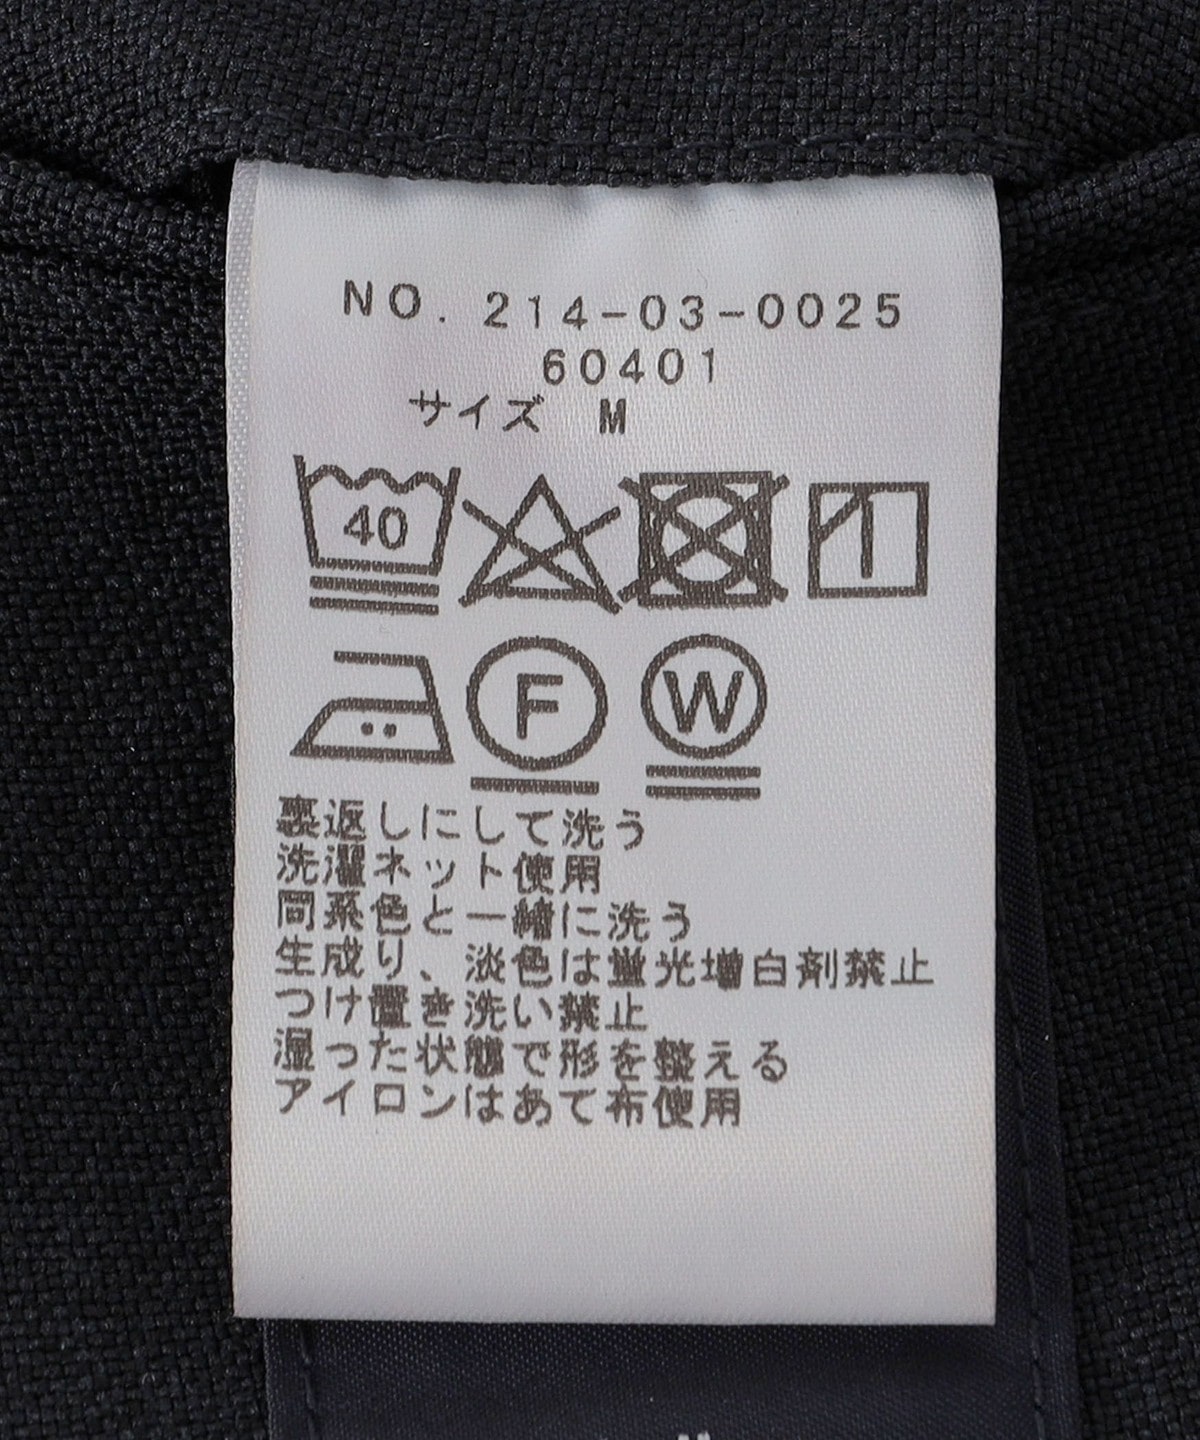 NO. 214-03-0025
60401
サイズ M
40
F W
裏返しにして洗う
洗濯ネット使用
同系色と一緒に洗う
生成り、淡色は蛍光増白剤禁止
つけ置き洗い禁止
湿った状態で形を整える
アイロンはあて布使用